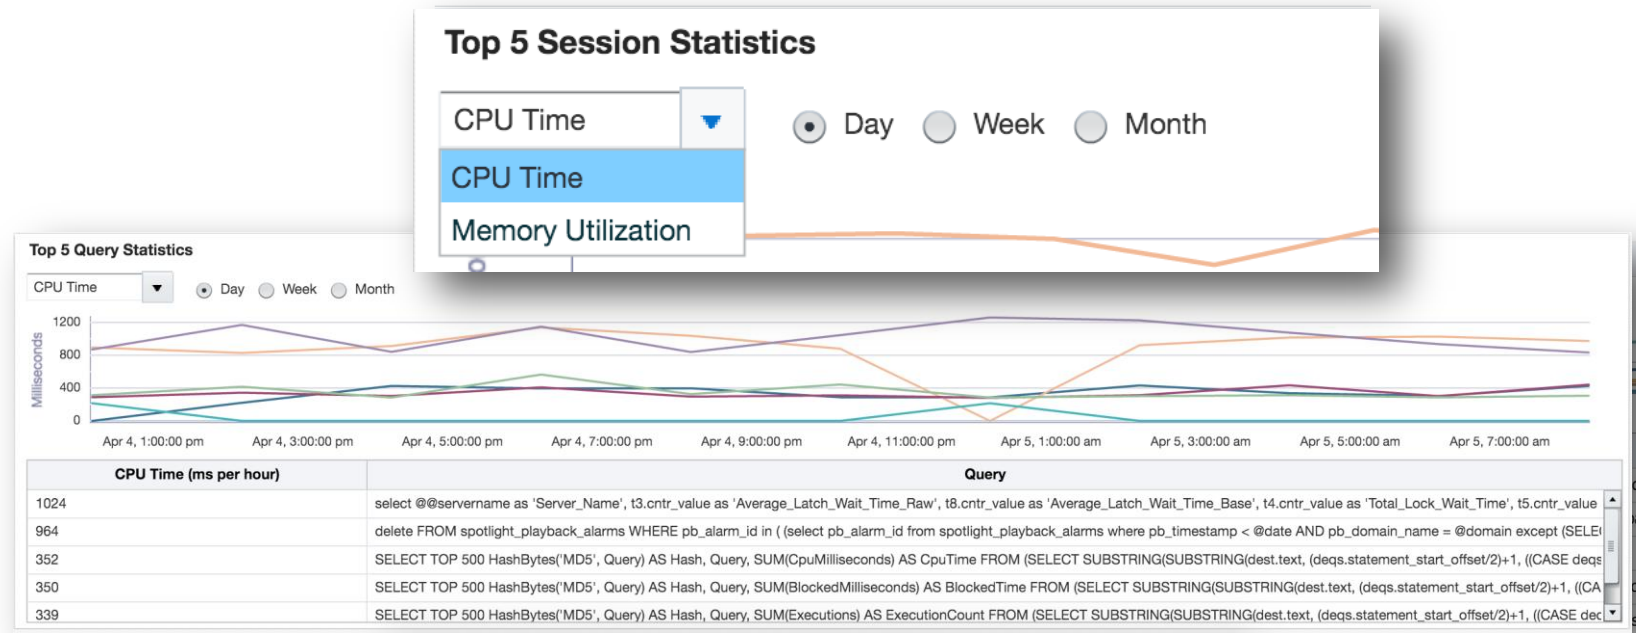 Top 5 Session Statistics
CPU Time
Day Week Month
CPU Time
Memory Utilization
Top 5 Query Statistics
CPU Time
Day Week Month
Milliseconds
1200
800
400
0
Apr 4, 1:00:00 pm Apr 4, 3:00:00 pm Apr 4, 5:00:00 pm Apr 4, 7:00:00 pm Apr 4, 9:00:00 pm Apr 4, 11:00:00 pm Apr 5, 1:00:00 am Apr 5, 3:00:00 am Apr 5, 5:00:00 am Apr 5, 7:00:00 am
CPU Time (ms per hour) Query
1024 select @@servername as 'Server_Name', t3.cntr_value as 'Average_Latch_Wait_Time_Raw', t8.cntr_value as 'Average_Latch_Wait_Time_Base', t4.cntr_value as 'Total_Lock_Wait_Time', t5.cntr_value
964 delete FROM spotlight_playback_alarms WHERE pb_alarm_id in ( (select pb_alarm_id from spotlight_playback_alarms where pb_timestamp < @date AND pb_domain_name = @domain except (SELE
352 SELECT TOP 500 HashBytes('MD5', Query) AS Hash, Query, SUM(CpuMilliseconds) AS CpuTime FROM (SELECT SUBSTRING(SUBSTRING(dest.text, (deqs.statement_start_offset/2)+1, ((CASE deqs
350 SELECT TOP 500 HashBytes('MD5', Query) AS Hash, Query, SUM(BlockedMilliseconds) AS BlockedTime FROM (SELECT SUBSTRING(SUBSTRING(dest.text, (deqs.statement_start_offset/2)+1, ((CA
339 SELECT TOP 500 HashBytes('MD5', Query) AS Hash, Query, SUM(Executions) AS ExecutionCount FROM (SELECT SUBSTRING(SUBSTRING(dest.text, (deqs.statement_start_offset/2)+1, ((CASE dec